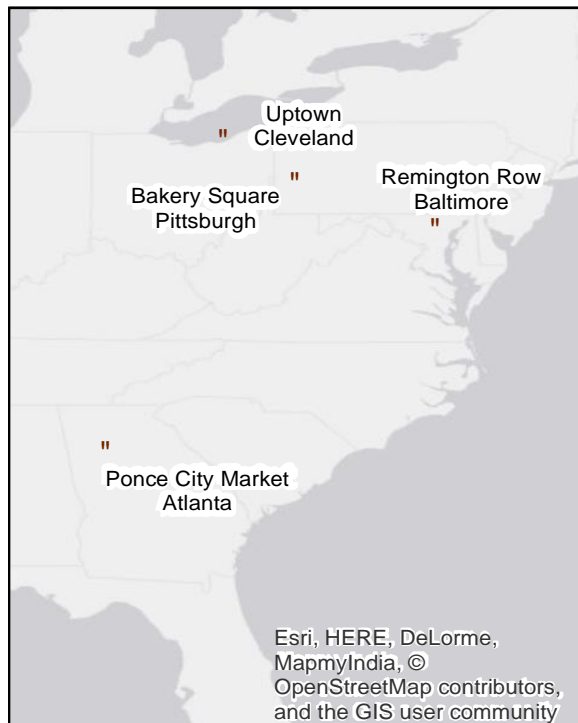 Uptown
Cleveland
Bakery Square
Pittsburgh
Remington Row
Baltimore
Ponce City Market
Atlanta
Esri, HERE, DeLorme,
MapmyIndia, ©
OpenStreetMap contributors,
and the GIS user community